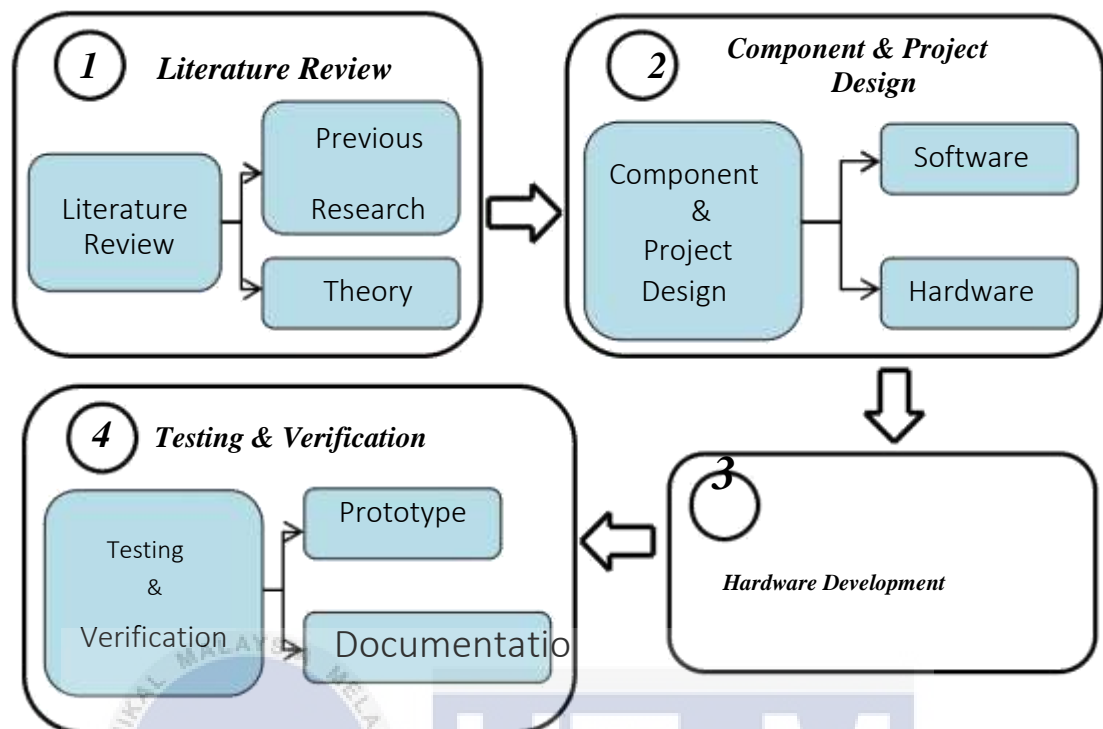 1
Literature Review
Literature
Review
Previous
Research
Theory
2
Component & Project
Design
Component
&
Project
Design
Software
Hardware
3
Hardware Development
4
Testing & Verification
Testing
&
Verification
Prototype
Documentatio
MALAYS